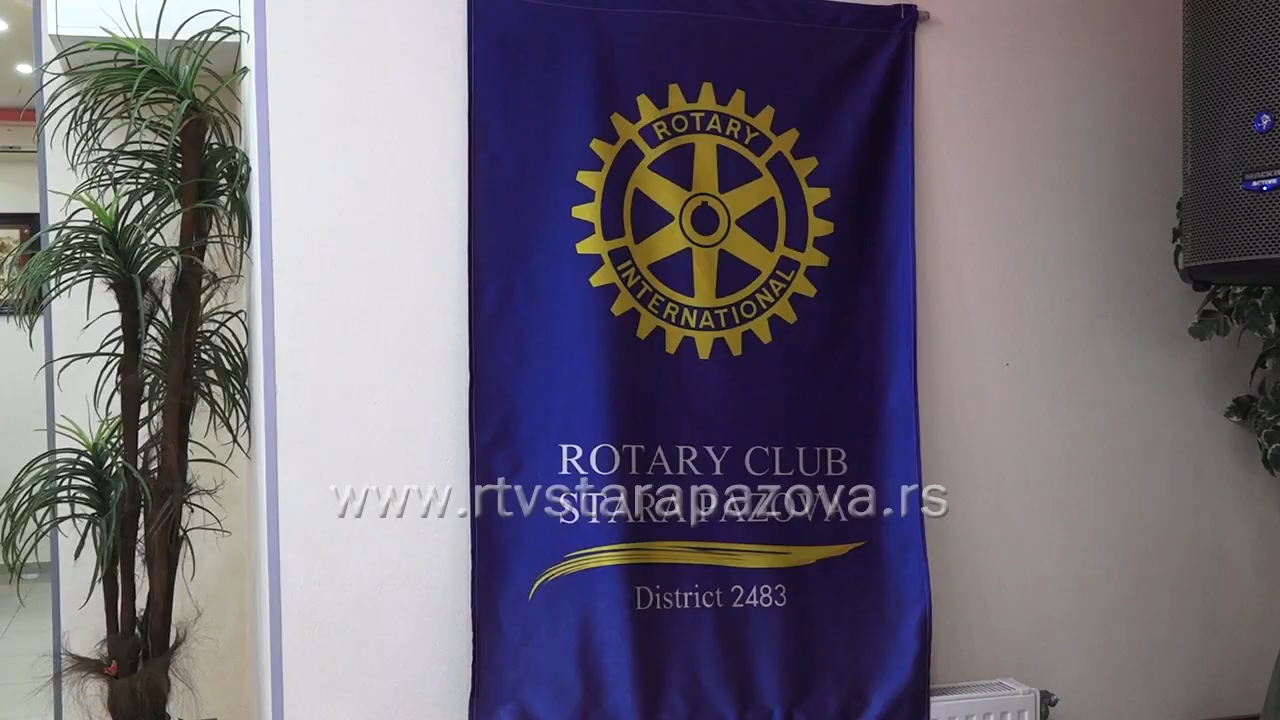 ROTARY
INTERNATIONAL
ROTARY CLUB
STARA PAZOVA
www.rtvstarapazova.rs
District 2483